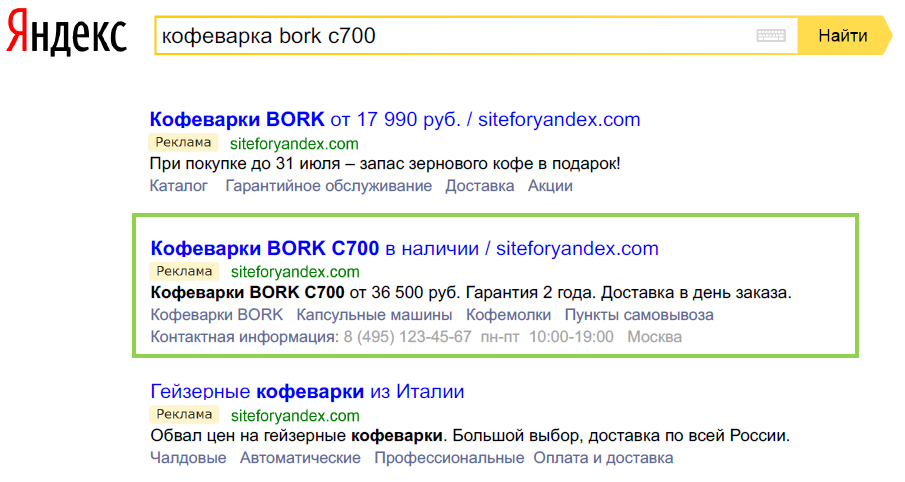 Яндекс
кофеварка bork c700
Найти
Кофеварки BORK от 17 990 руб. / siteforyandex.com
Реклама siteforyandex.com
При покупке до 31 июля – запас зернового кофе в подарок!
Каталог Гарантийное обслуживание Доставка Акции
Кофеварки BORK C700 в наличии / siteforyandex.com
Реклама siteforyandex.com
Кофеварки BORK C700 от 36 500 руб. Гарантия 2 года. Доставка в день заказа.
Кофеварки BORK Капсульные машины Кофемолки Пункты самовывоза
Контактная информация: 8 (495) 123-45-67 пн-пт 10:00-19:00 Москва
Гейзерные кофеварки из Италии
Реклама siteforyandex.com
Обвал цен на гейзерные кофеварки. Большой выбор, доставка по всей России.
Чалдовые Автоматические Профессиональные Оплата и доставка